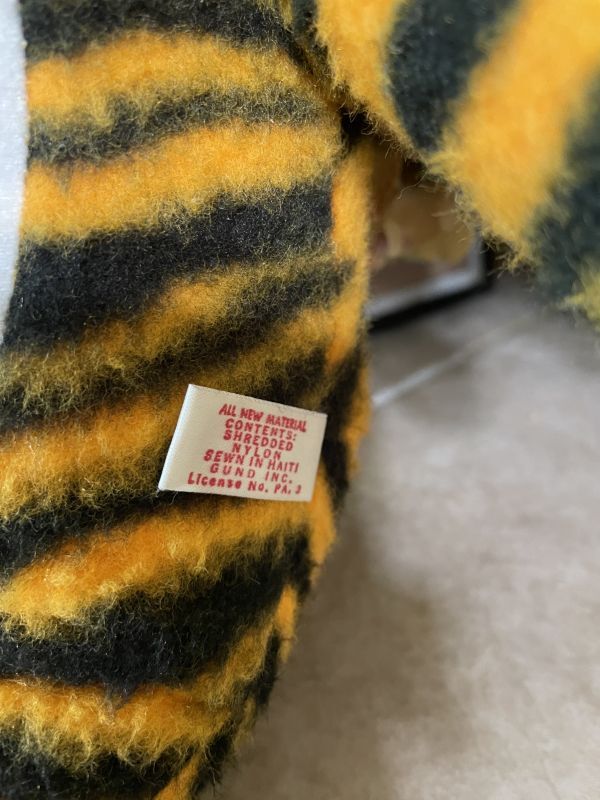 ALL NEW MATERIAL
CONTENTS:
SHREDDED
NYLON
SEWN IN HAITI
GUND INC.
License No. PA. 3